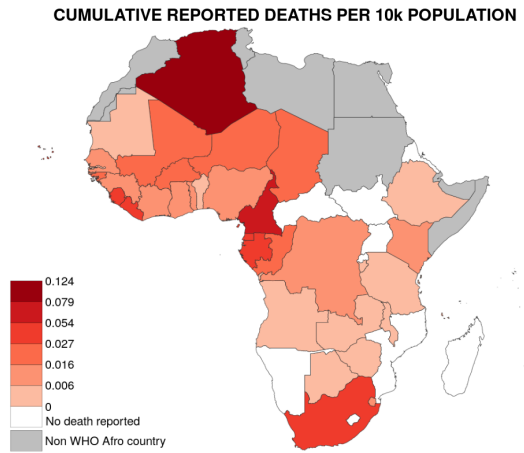 CUMULATIVE REPORTED DEATHS PER 10k POPULATION
0.124
0.079
0.054
0.027
0.016
0.006
0
No death reported
Non WHO Afro country